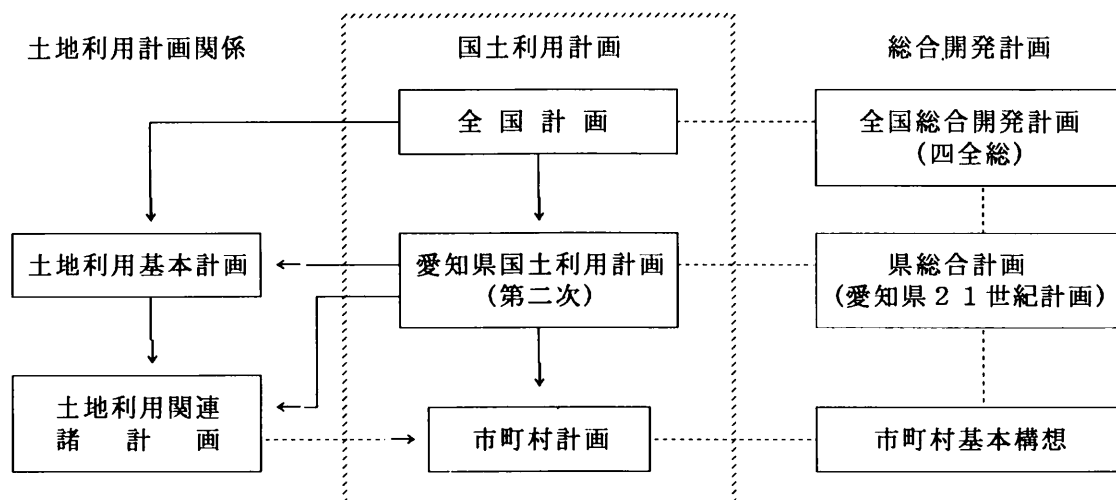 土地利用計画関係
国土利用計画
総合開発計画
全国計画
全国総合開発計画
(四全総)
土地利用基本計画
愛知県国土利用計画
(第二次)
県総合計画
(愛知県21世紀計画)
土地利用関連
諸計画
市町村計画
市町村基本構想